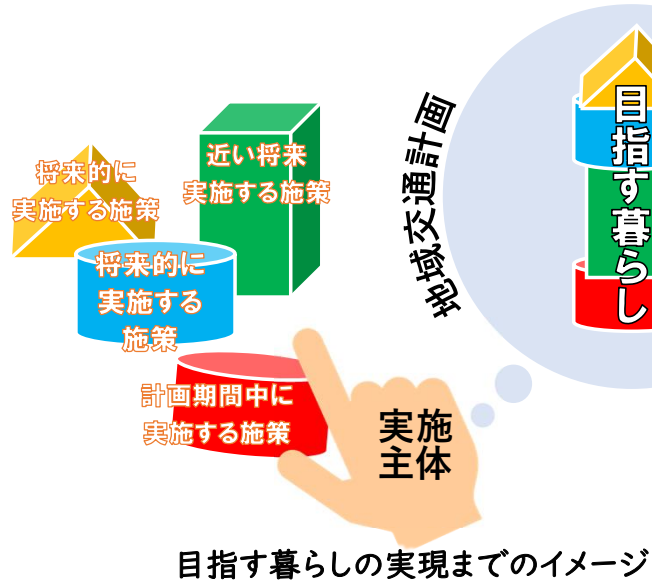 近い将来
実施する施策
将来的に
実施する施策
将来的に
実施する
施策
計画期間中に
実施する施策
実施
主体
地域交通計画
目指す暮らし
目指す暮らしの実現までのイメージ